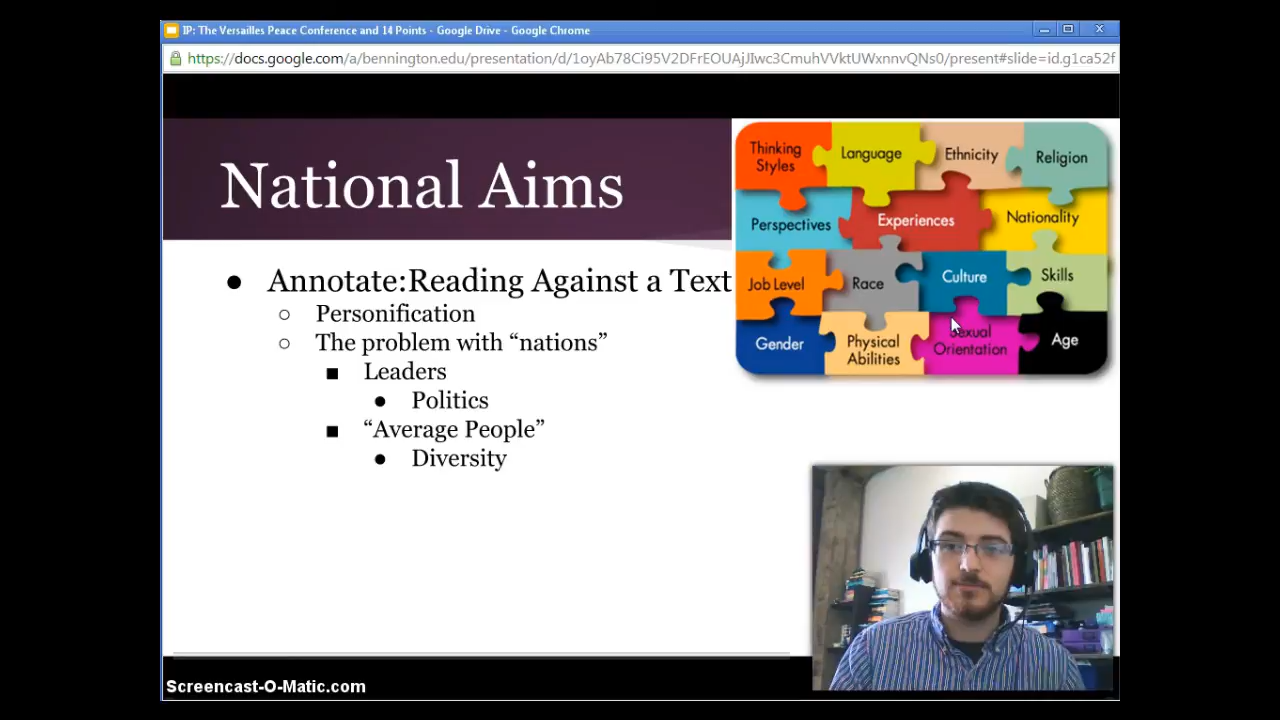 IP: The Versailles Peace Conference and 14 Points - Google Drive - Google Chrome
https://docs.google.com/a/bennington.edu/presentation/d/1oyAb78Ci95V2DFrEOUAjJIwc3CmuhVVktUWxnnvQNs0/present#slide=id.g1ca52f
National Aims
Thinking Styles
Language
Ethnicity
Religion
Perspectives
Experiences
Nationality
Job Level
Race
Culture
Skills
Gender
Physical Abilities
Sexual Orientation
Age
● Annotate:Reading Against a Text
○ Personification
○ The problem with “nations”
■ Leaders
● Politics
■ “Average People”
● Diversity
Screencast-O-Matic.com